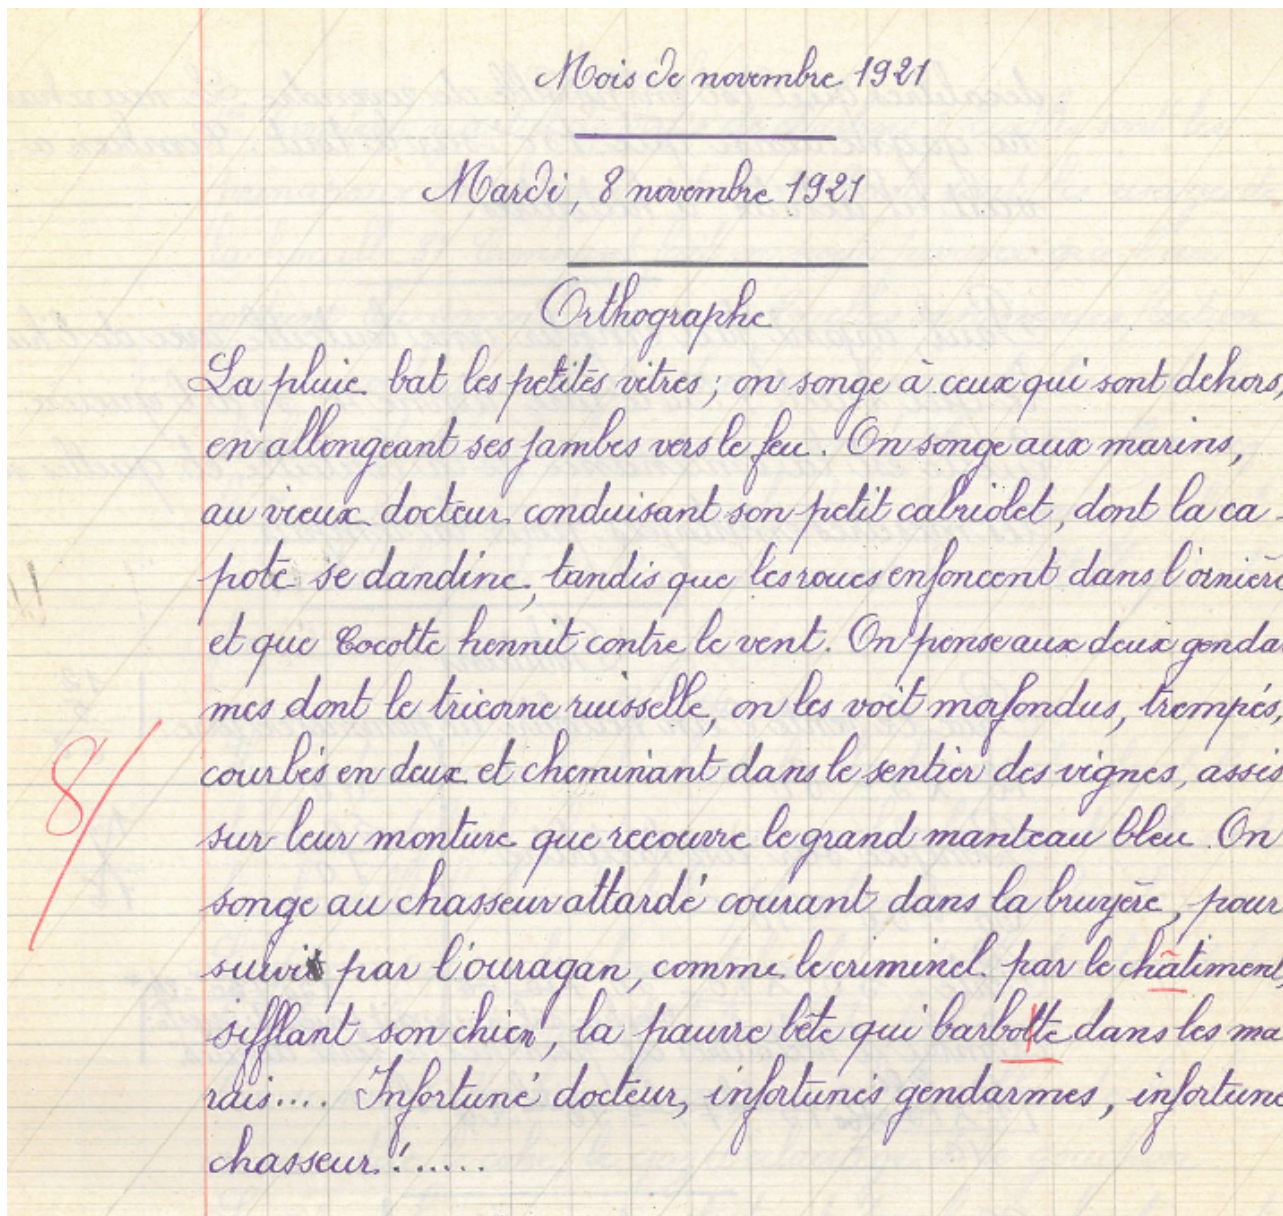 Mois de novembre 1921
Mardi, 8 novembre 1921
Orthographe
La pluie bat les petites vitres ; on songe à ceux qui sont dehors,
en allongeant ses jambes vers le feu. On songe aux marins,
au vieux docteur conduisant son petit cabriolet, dont la ca-
pote se dandine, tandis que les roues enfoncent dans l'ornière
et que Cocotte hennit contre le vent. On pense aux deux genda
mes dont le tricorne ruisselle, on les voit morfondus, trempés,
courbés en deux et cheminant dans le sentier des vignes, assis
sur leur monture que recouvre le grand manteau bleu. On
songe au chasseur attardé courant dans la bruyère, pour
suivi par l'ouragan, comme le criminel par le châtiment,
8/
sifflant son chien, la pauvre bête qui barbotte dans les ma
rais.... Infortuné docteur, infortunés gendarmes, infortuné
chasseur !.....